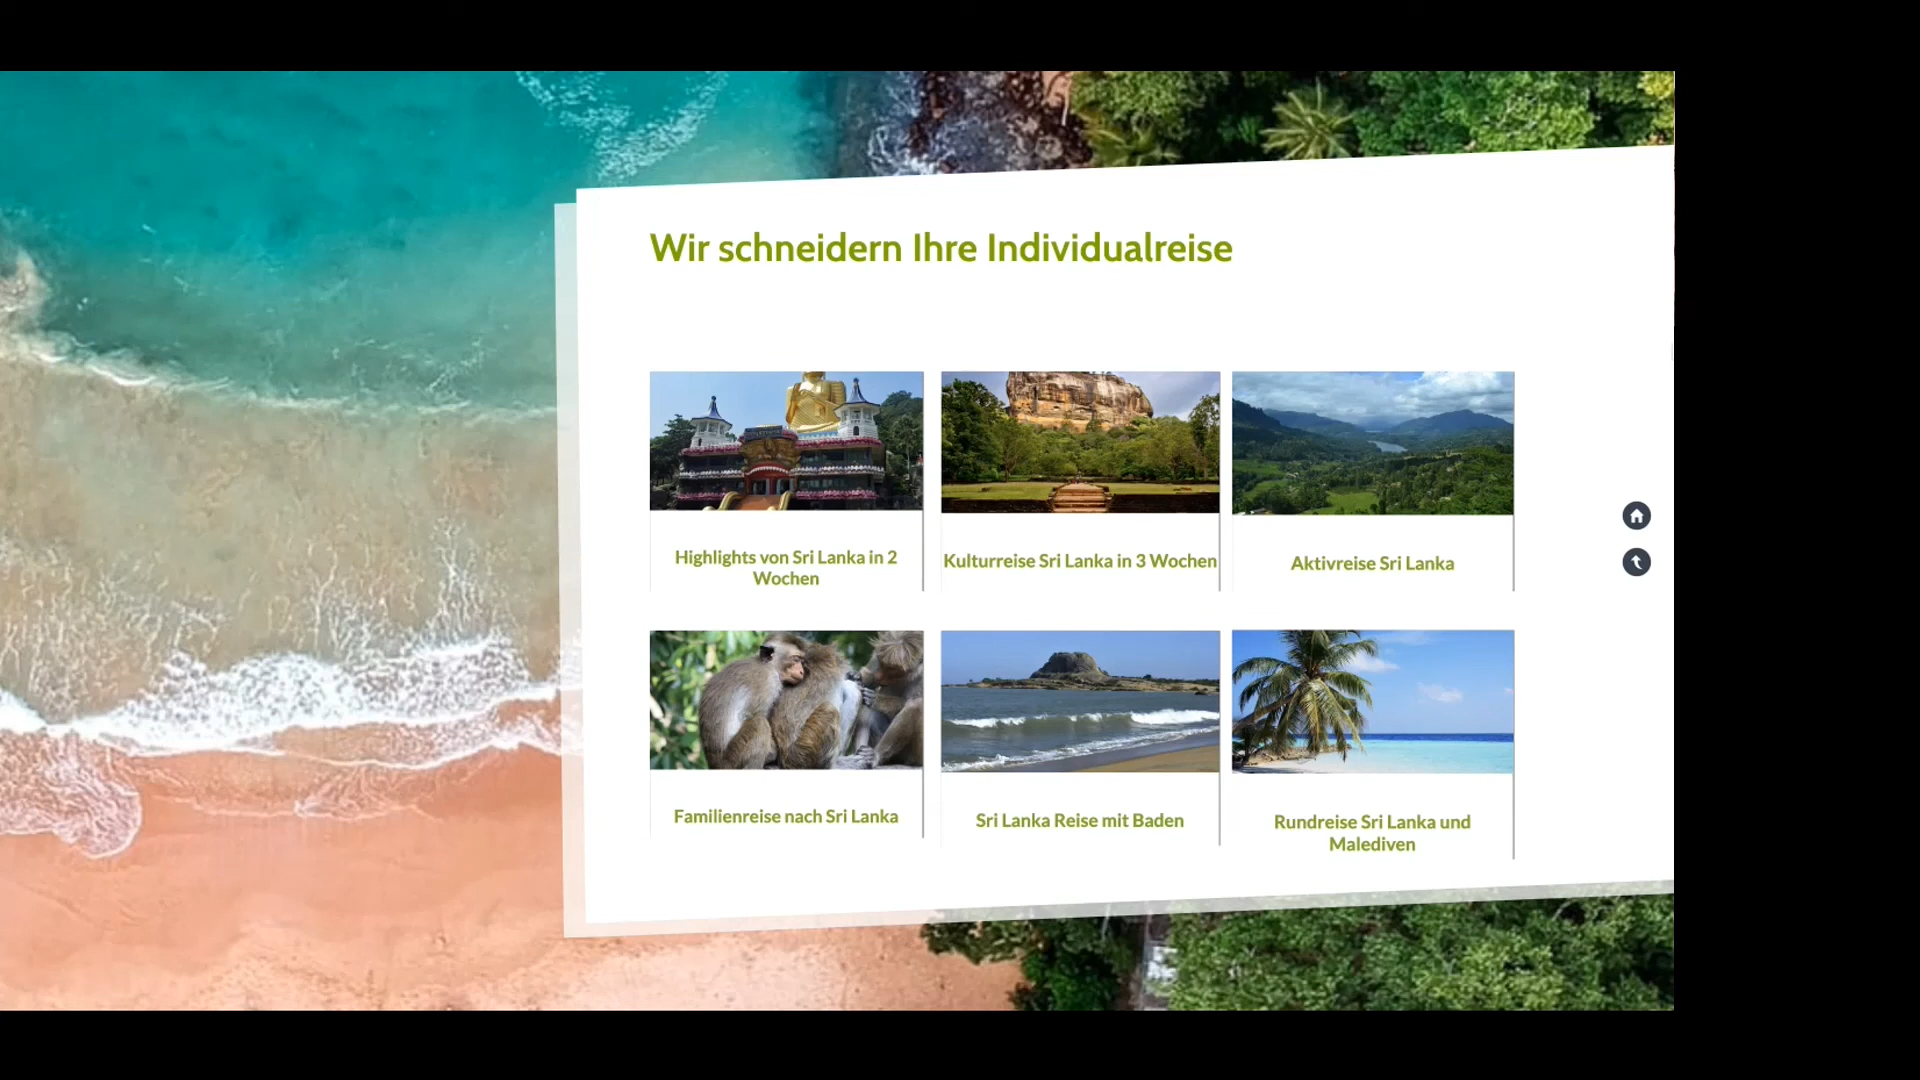 Wir schneidern Ihre Individualreise
Highlights von Sri Lanka in 2
Wochen
Kulturreise Sri Lanka in 3 Wochen
Aktivreise Sri Lanka
Familienreise nach Sri Lanka
Sri Lanka Reise mit Baden
Rundreise Sri Lanka und
Malediven